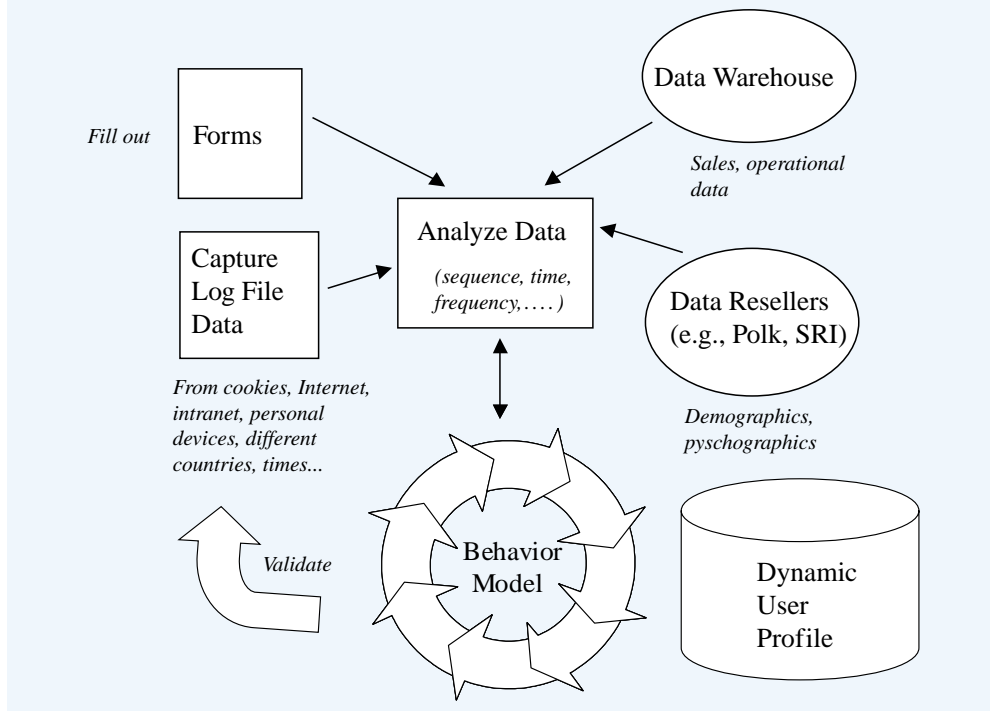 Fill out
Forms
Data Warehouse
Sales, operational
data
Capture
Log File
Data
From cookies, Internet,
intranet, personal
devices, different
countries, times...
Analyze Data
(sequence, time,
frequency,....)
Data Resellers
(e.g., Polk, SRI)
Demographics,
pyschographics
Validate
Behavior
Model
Dynamic
User
Profile